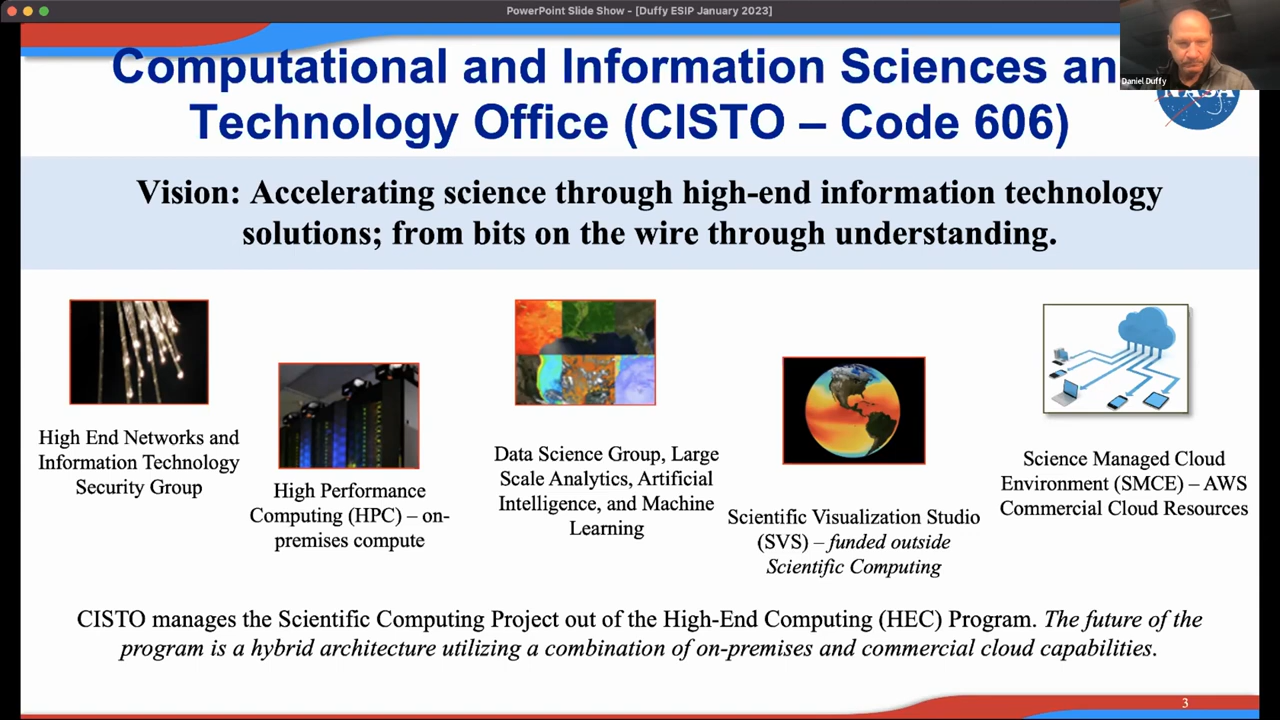 PowerPoint Slide Show - [Duffy ESIP January 2023]
Computational and Information Sciences an
Technology Office (CISTO – Code 606)
Daniel Duffy
NASA
Vision: Accelerating science through high-end information technology
solutions; from bits on the wire through understanding.
High End Networks and
Information Technology
Security Group
High Performance
Computing (HPC) – on-
premises compute
Data Science Group, Large
Scale Analytics, Artificial
Intelligence, and Machine
Learning
Scientific Visualization Studio
(SVS) – funded outside
Scientific Computing
Science Managed Cloud
Environment (SMCE) – AWS
Commercial Cloud Resources
CISTO manages the Scientific Computing Project out of the High-End Computing (HEC) Program. The future of the
program is a hybrid architecture utilizing a combination of on-premises and commercial cloud capabilities.
3